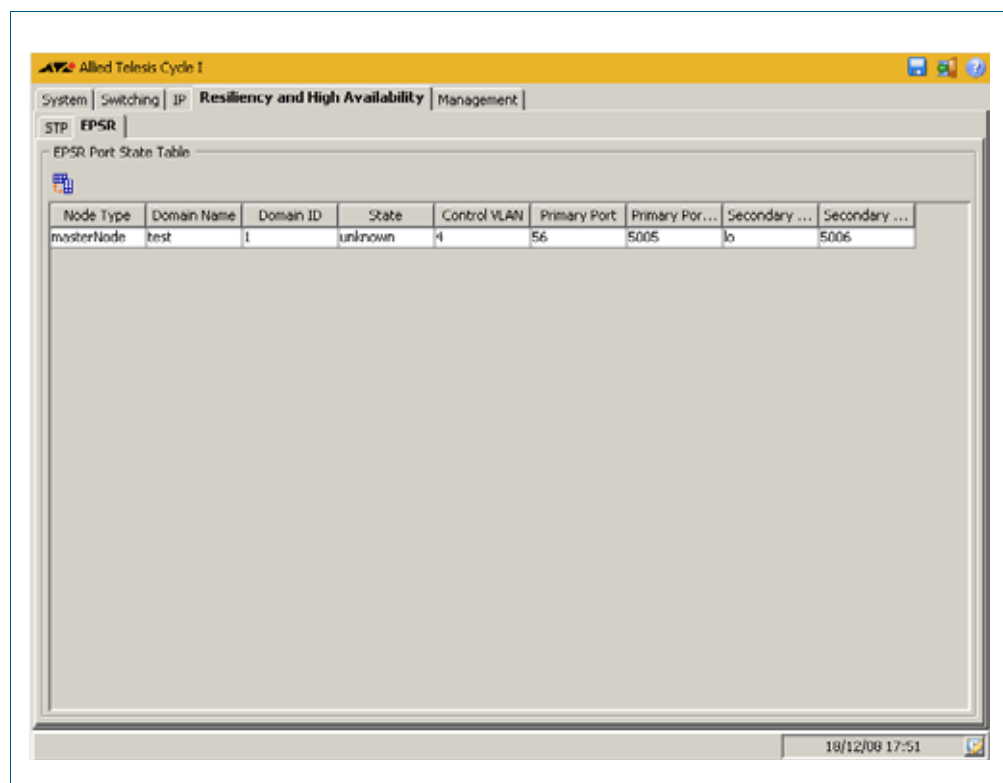 Allied Telesis Cycle I
System Switching IP Resiliency and High Availability Management
STP EPSR
EPSR Port State Table
Node Type Domain Name Domain ID State Control VLAN Primary Port Primary Por... Secondary ... Secondary ...
masterNode test 1 unknown 4 56 5005 lo 5006
18/12/08 17:51